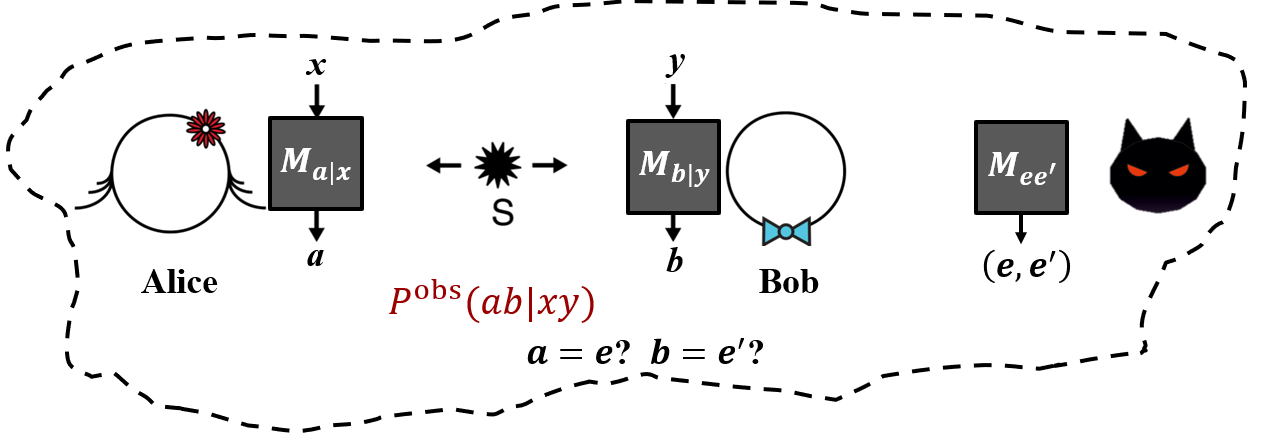 x
y
M_{a|x}
M_{b|y}
M_{ee'}
S
a
b
(e, e')
Alice
Bob
P^{obs}(ab|xy)
a = e? b = e'?